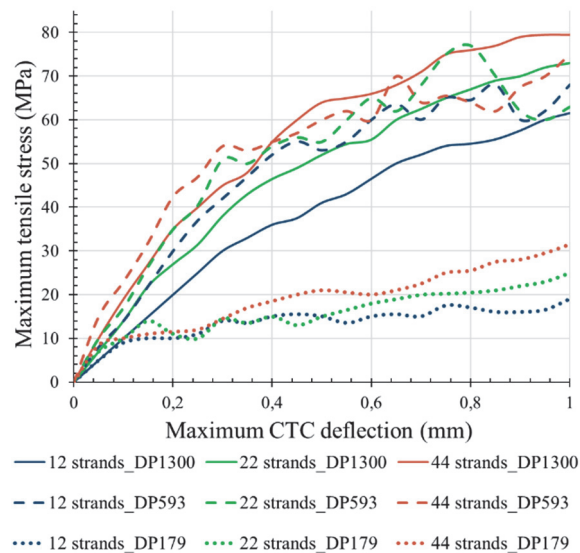 Maximum tensile stress (MPa)
80
70
60
50
40
30
20
10
0
0 0,2 0,4 0,6 0,8 1
Maximum CTC deflection (mm)
12 strands_DP1300 22 strands_DP1300 44 strands_DP1300
12 strands_DP593 22 strands_DP593 44 strands_DP593
12 strands_DP179 22 strands_DP179 44 strands_DP179